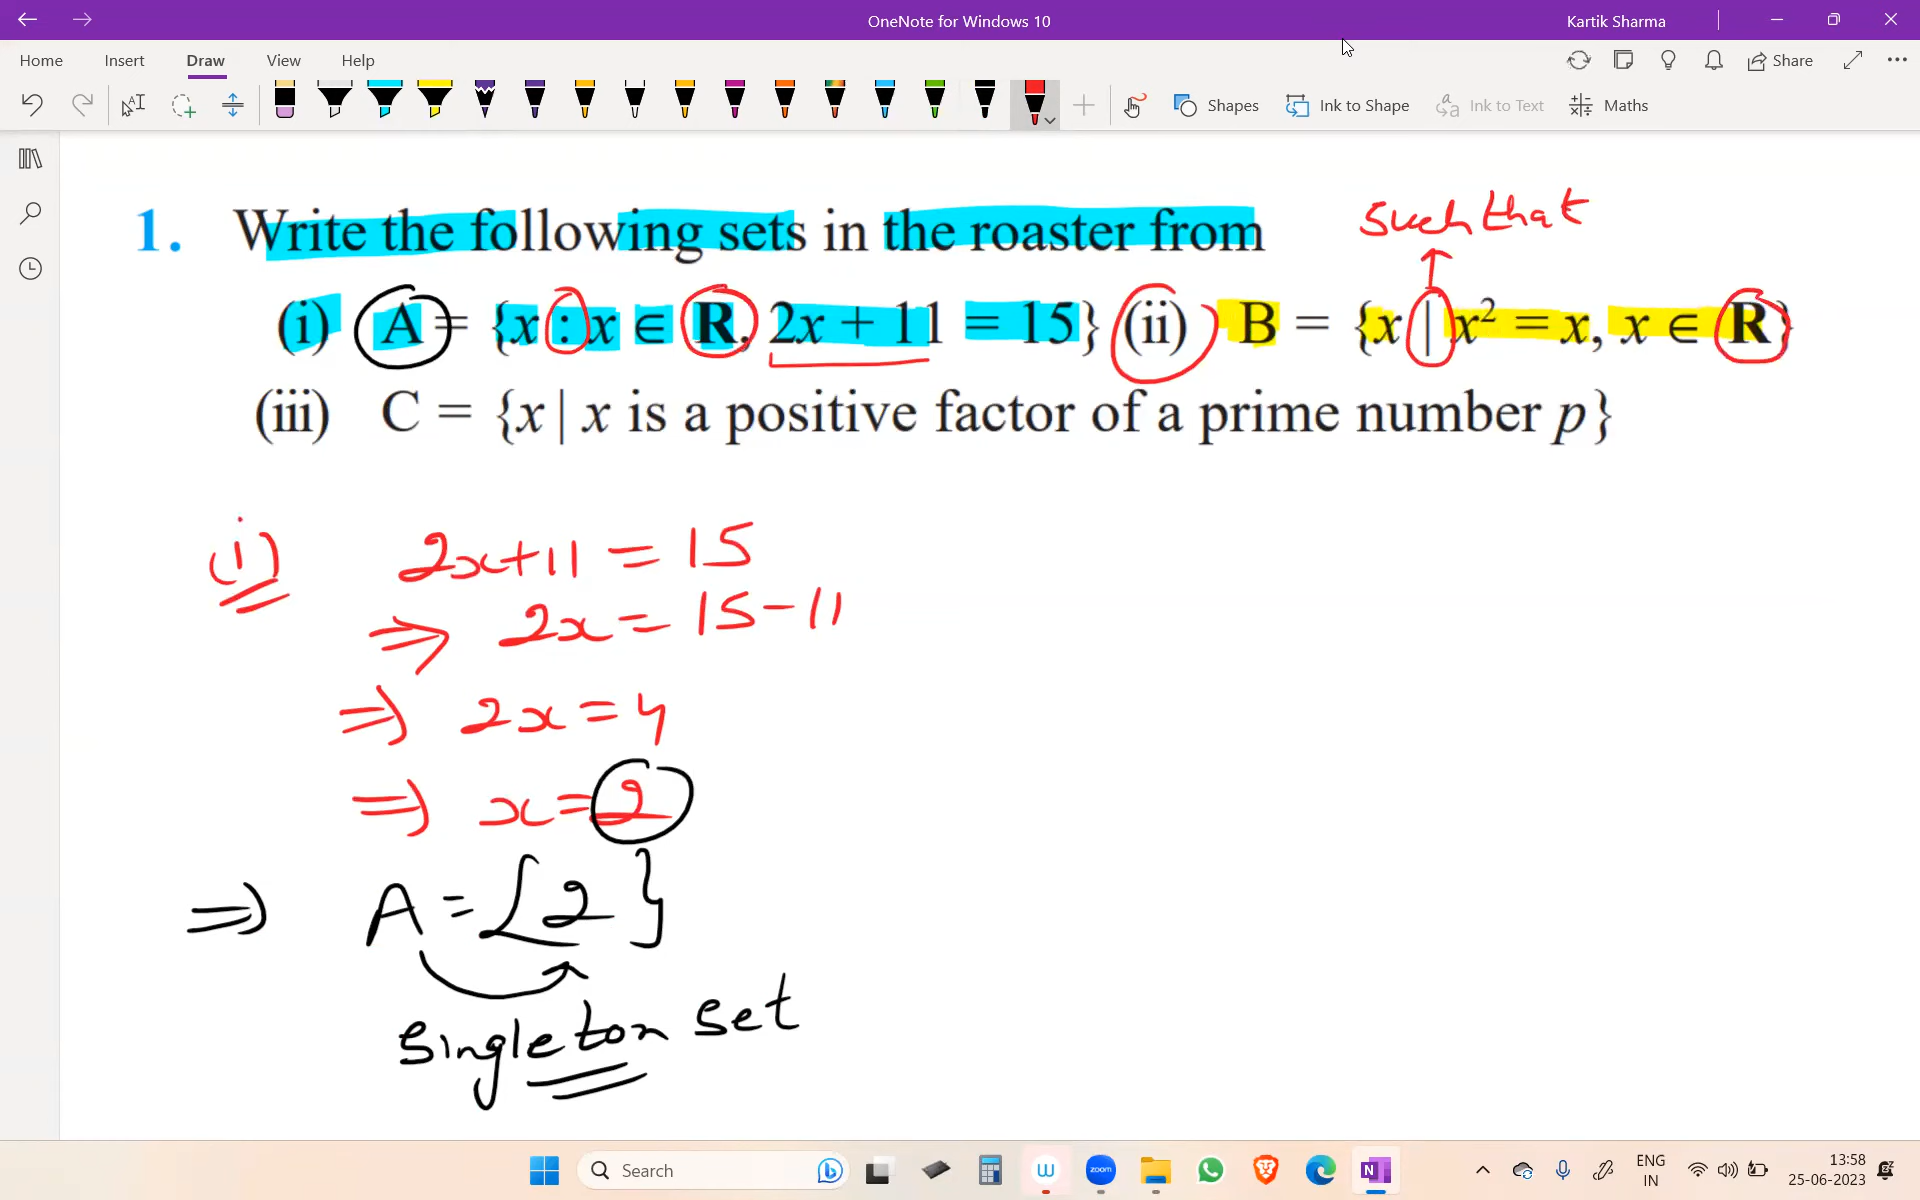 OneNote for Windows 10
Kartik Sharma
Home Insert Draw View Help
Share
Shapes Ink to Shape Ink to Text Maths
such that
1. Write the following sets in the roaster from
(i) A = {x : x ∈ R, 2x + 11 = 15} (ii) B = {x | x² = x, x ∈ R}
(iii) C = {x | x is a positive factor of a prime number p}
(i) 2x+11 = 15
⇒ 2x = 15-11
⇒ 2x = 4
⇒ x = 2
⇒ A = {2}
singleton set
Search
zoom
ENG
IN
13:58
25-06-2023